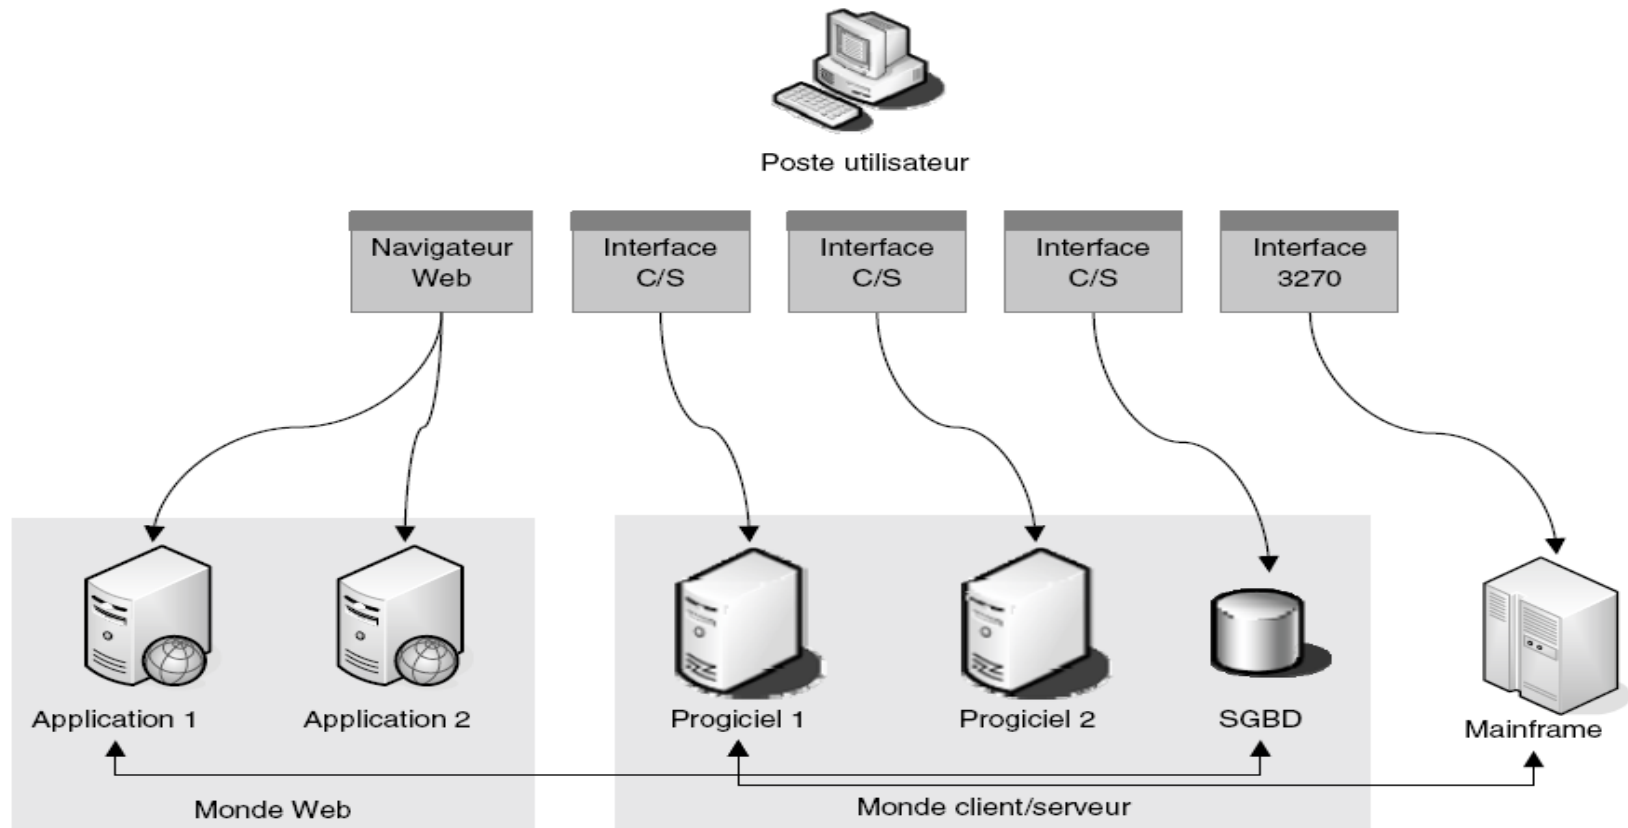 Poste utilisateur
Navigateur
Web
Interface
C/S
Interface
C/S
Interface
C/S
Interface
3270
Application 1
Application 2
Progiciel 1
Progiciel 2
SGBD
Mainframe
Monde Web
Monde client/serveur